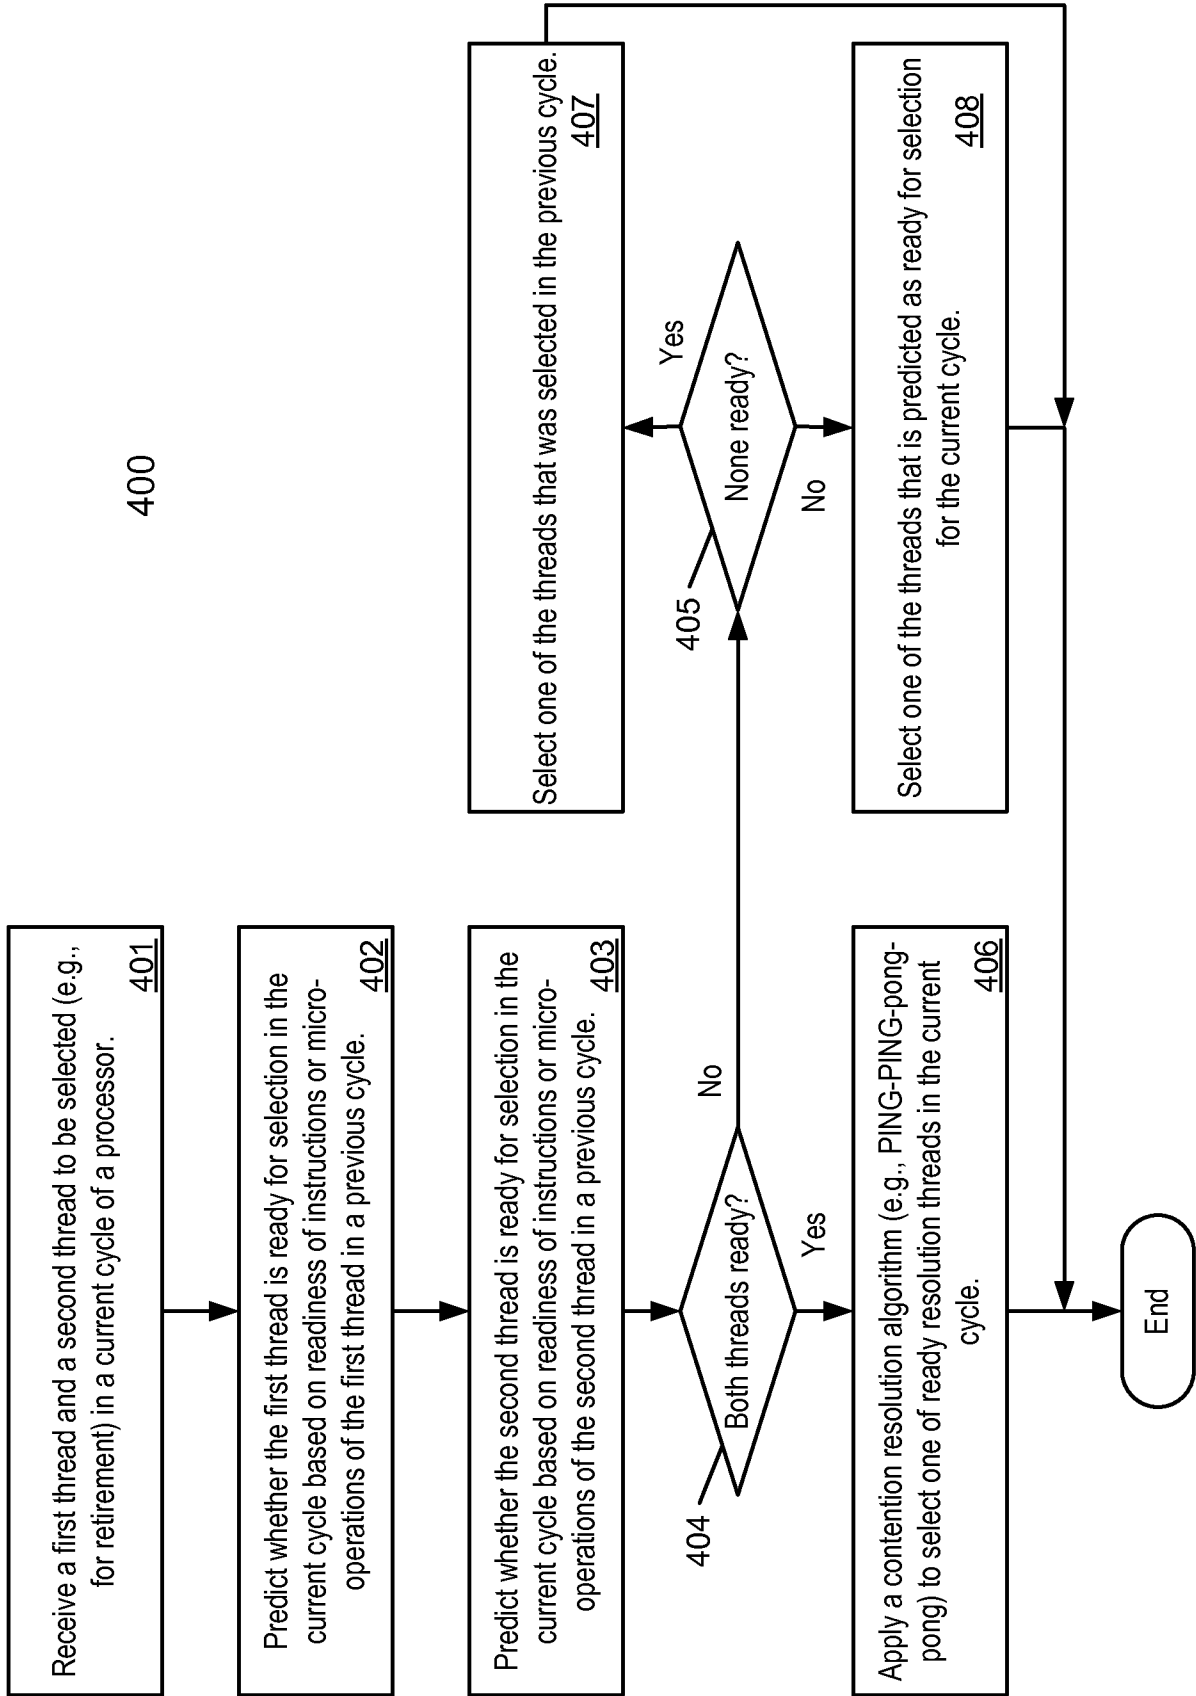 400
Receive a first thread and a second thread to be selected (e.g.,
for retirement) in a current cycle of a processor.
401
Predict whether the first thread is ready for selection in the
current cycle based on readiness of instructions or micro-
operations of the first thread in a previous cycle.
402
Predict whether the second thread is ready for selection in the
current cycle based on readiness of instructions or micro-
operations of the second thread in a previous cycle.
403
Both threads ready?
404
No
Yes
Apply a contention resolution algorithm (e.g., PING-PING-pong-
pong) to select one of ready resolution threads in the current
cycle.
406
None ready?
405
Yes
No
Select one of the threads that was selected in the previous cycle.
407
Select one of the threads that is predicted as ready for selection
for the current cycle.
408
End